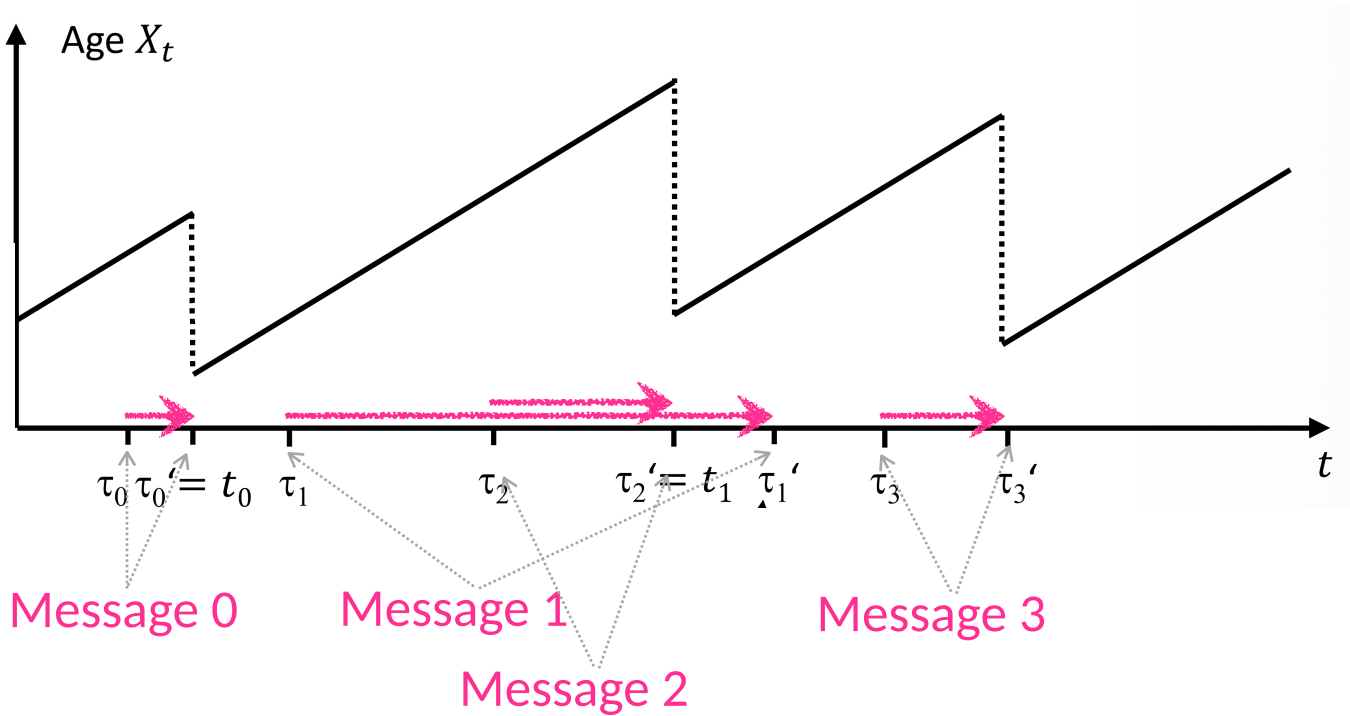 Age Xₜ
τ₀ τ₀‘= t₀ τ₁ τ₂ τ₂‘= t₁ τ₁‘ τ₃ τ₃‘ t
Message 0 Message 1 Message 3
Message 2